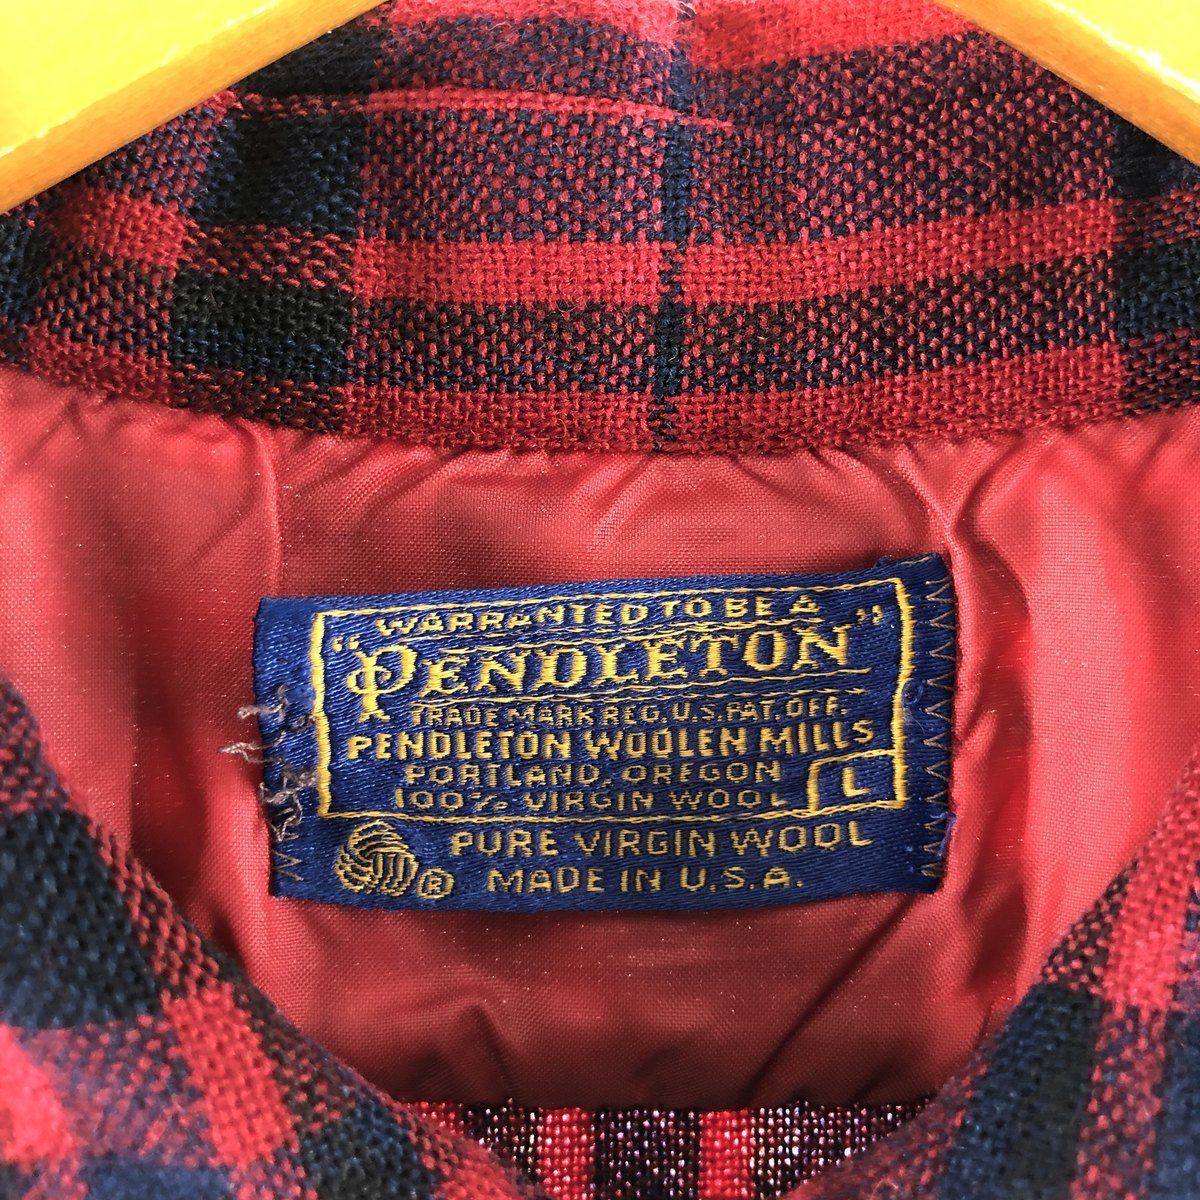 WARRANTED TO BE A
"PENDLETON"
TRADE MARK REG. U.S. PAT. OFF.
PENDLETON WOOLEN MILLS
PORTLAND, OREGON
100% VIRGIN WOOL L
PURE VIRGIN WOOL
® MADE IN U.S.A.